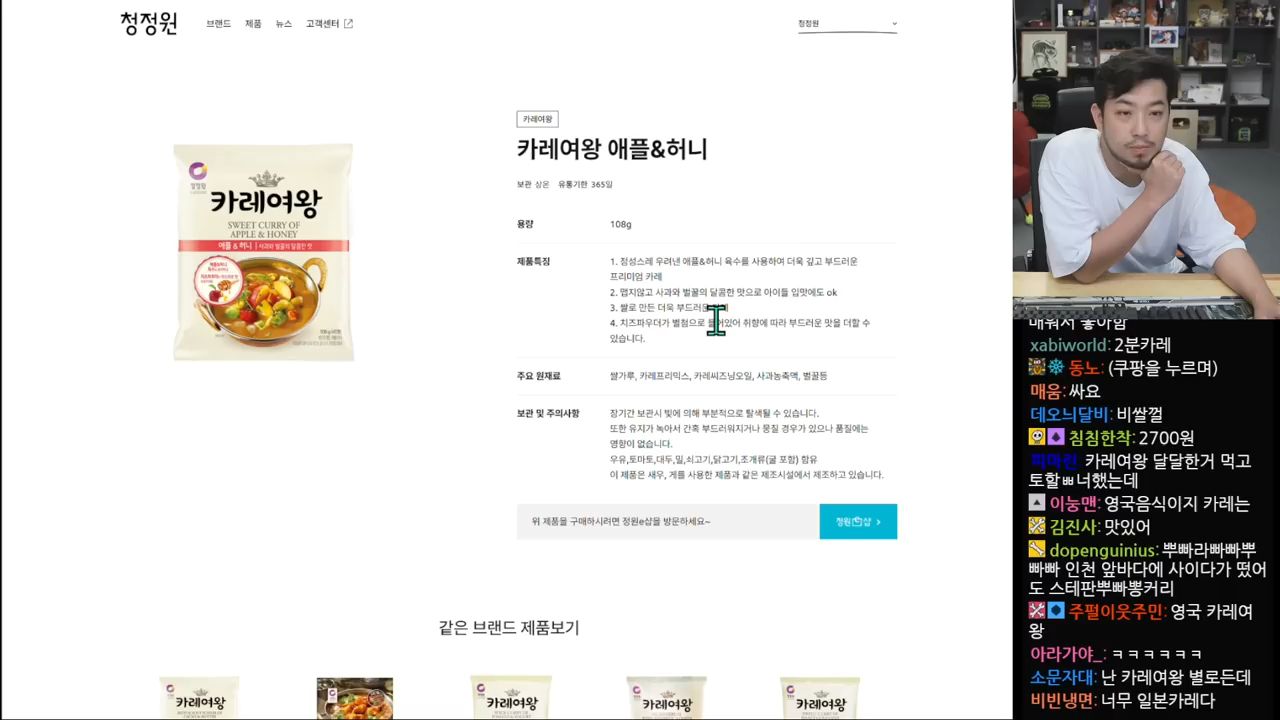 청정원
브랜드 제품 뉴스 고객센터
청정원
카레여왕
카레여왕 애플&허니
보관 상온 유통기한 365일
용량 108g
제품특징
1. 정성스레 우려낸 애플&허니 육수를 사용하여 더욱 깊고 부드러운
프리미엄 카레
2. 맵지않고 사과와 벌꿀의 달콤한 맛으로 아이들 입맛에도 ok
3. 쌀로 만든 더욱 부드러운
4. 치즈파우더가 별첨으로 들어있어 취향에 따라 부드러운 맛을 더할 수
있습니다.
주요 원재료 쌀가루, 카레프리믹스, 카레씨즈닝오일, 사과농축액, 벌꿀등
보관 및 주의사항
장기간 보관시 빛에 의해 부분적으로 탈색될 수 있습니다.
또한 유지가 녹아서 간혹 부드러워지거나 뭉칠 경우가 있으나 품질에는
영향이 없습니다.
우유,토마토,대두,밀,쇠고기,닭고기,조개류(굴 포함) 함유
이 제품은 새우, 게를 사용한 제품과 같은 제조시설에서 제조하고 있습니다.
위 제품을 구매하시려면 정원e샵을 방문하세요~
정원e샵
청정원
카레여왕
SWEET CURRY OF
APPLE & HONEY
애플 & 허니 사과와 벌꿀의 달콤한 맛
같은 브랜드 제품보기
카레여왕
카레여왕
카레여왕
카레여왕
매워서 좋아함
xabiworld: 2분카레
동노: (쿠팡을 누르며)
매움: 싸요
데오늬달비: 비쌀껄
침침한착: 2700원
카레여왕 달달한거 먹고
토할ㅃ너했는데
이눙맨: 영국음식이지 카레는
김진사: 맛있어
dopenguinius: 뿌빠라빠빠뿌
빠빠 인천 앞바다에 사이다가 떴어
도 스테판뿌빠뽕커리
주펄이웃주민: 영국 카레여
왕
아라가야_: ㅋㅋㅋㅋㅋㅋ
소문자대: 난 카레여왕 별로든데
비빈냉면: 너무 일본카레다